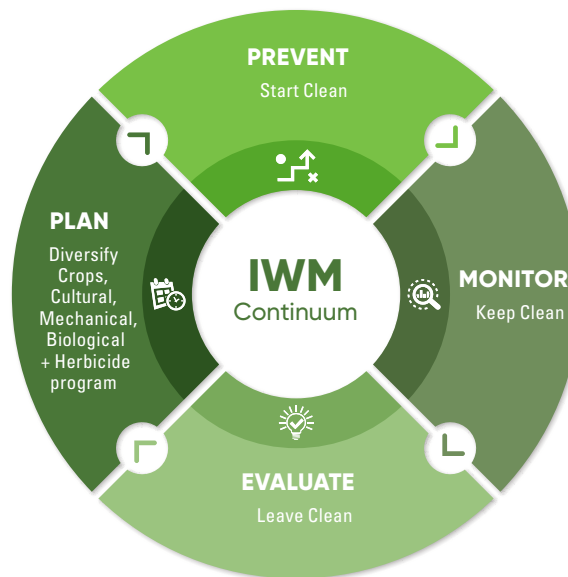 PREVENT
Start Clean
PLAN
Diversify
Crops,
Cultural,
Mechanical,
Biological
+ Herbicide
program
IWM
Continuum
MONITOR
Keep Clean
EVALUATE
Leave Clean